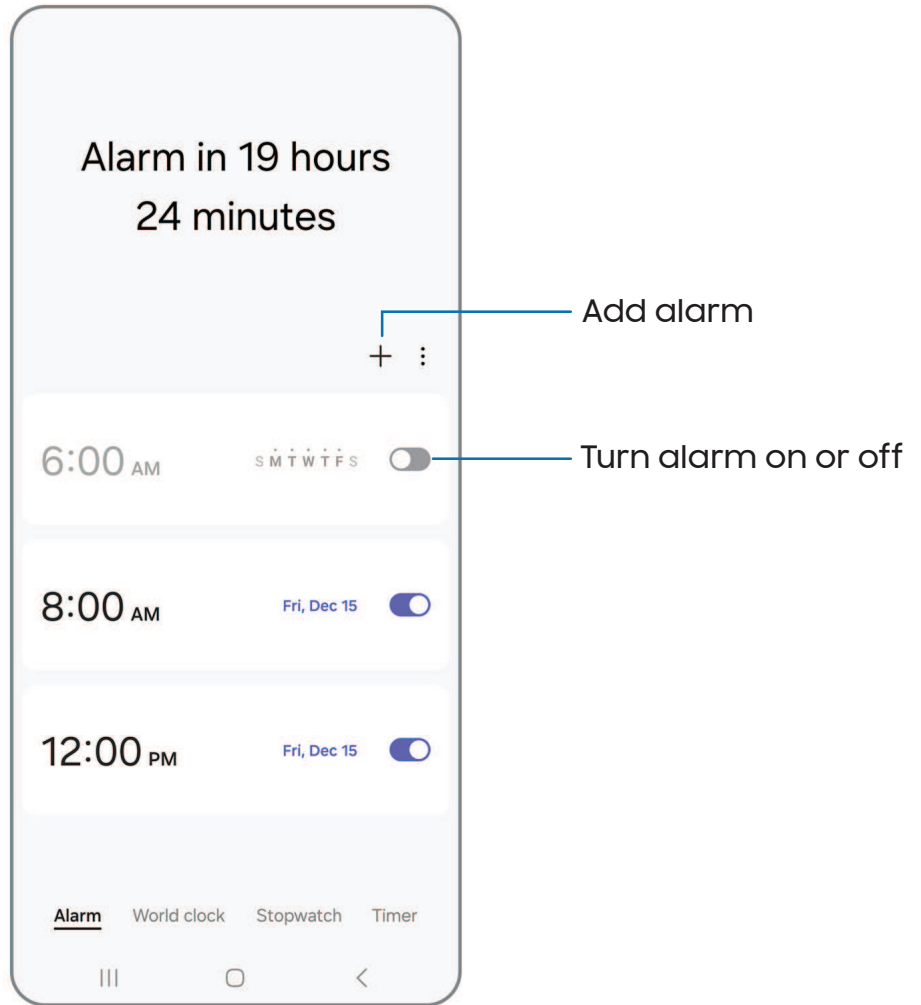 Alarm in 19 hours
24 minutes
Add alarm
6:00 AM S M T W T F S
Turn alarm on or off
8:00 AM Fri, Dec 15
12:00 PM Fri, Dec 15
Alarm World clock Stopwatch Timer